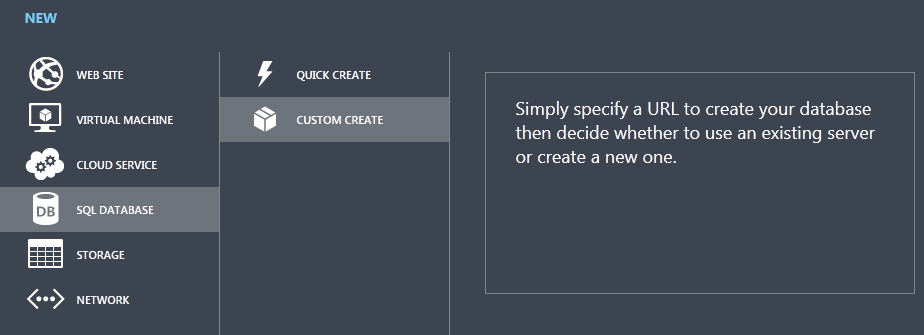 NEW
WEB SITE
VIRTUAL MACHINE
CLOUD SERVICE
DB
SQL DATABASE
STORAGE
NETWORK
QUICK CREATE
CUSTOM CREATE
Simply specify a URL to create your database
then decide whether to use an existing server
or create a new one.